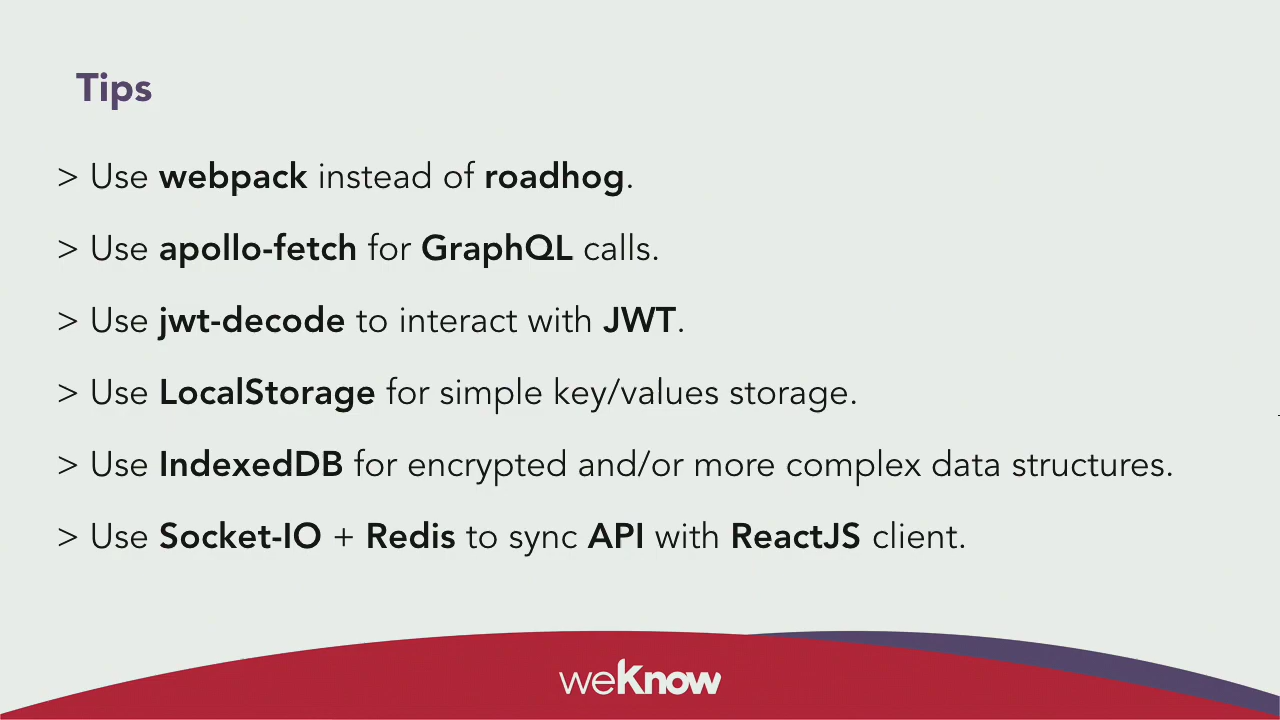 Tips
> Use webpack instead of roadhog.
> Use apollo-fetch for GraphQL calls.
> Use jwt-decode to interact with JWT.
> Use LocalStorage for simple key/values storage.
> Use IndexedDB for encrypted and/or more complex data structures.
> Use Socket-IO + Redis to sync API with ReactJS client.
weKnow